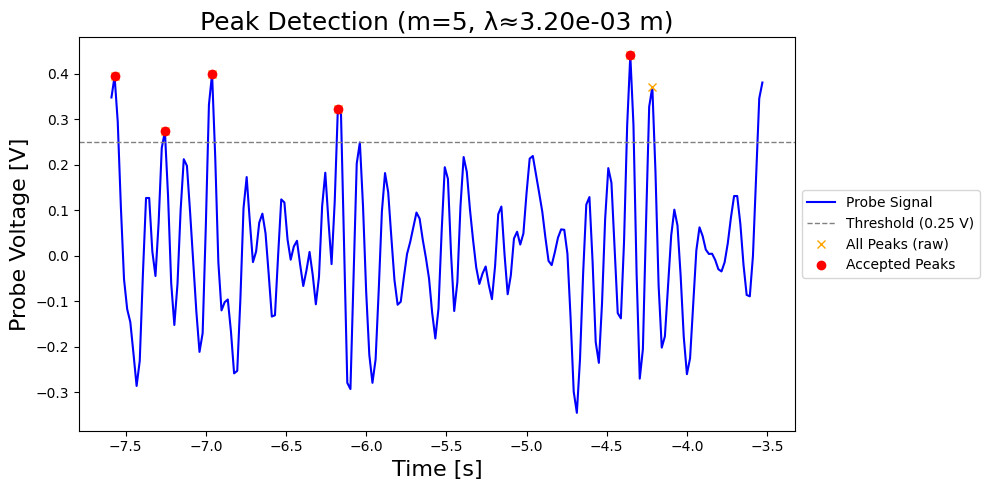 Peak Detection (m=5, λ≈3.20e-03 m)
Probe Voltage [V]
0.4
0.3
0.2
0.1
0.0
−0.1
−0.2
−0.3
−7.5 −7.0 −6.5 −6.0 −5.5 −5.0 −4.5 −4.0 −3.5
Time [s]
Probe Signal
Threshold (0.25 V)
All Peaks (raw)
Accepted Peaks